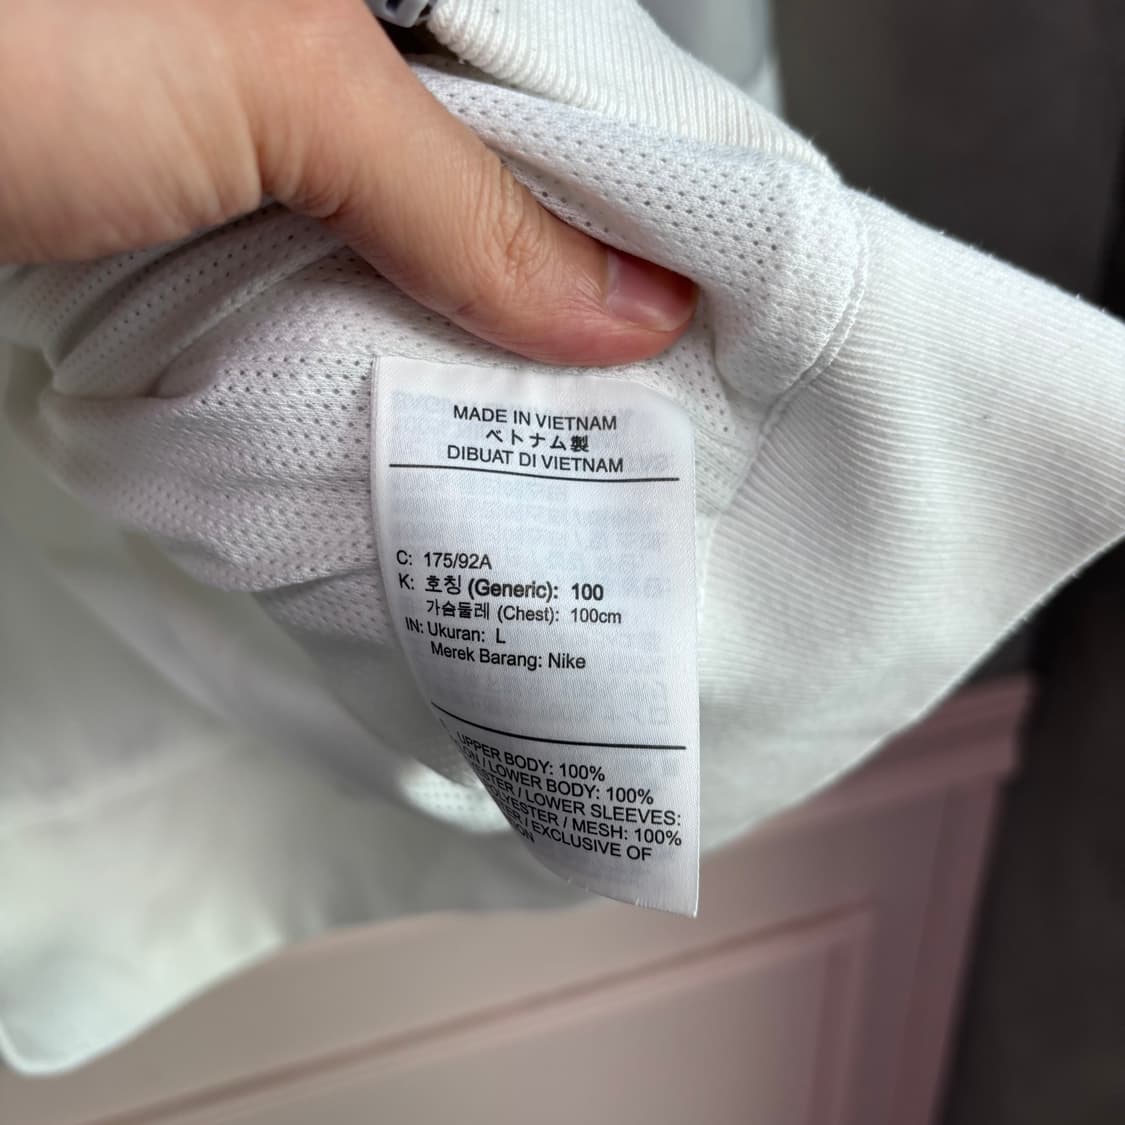 MADE IN VIETNAM
ベトナム製
DIBUAT DI VIETNAM
C: 175/92A
K: 호칭 (Generic): 100
가슴둘레 (Chest): 100cm
IN: Ukuran: L
Merek Barang: Nike
UPPER BODY: 100%
/ LOWER BODY: 100%
/ LOWER SLEEVES:
/ MESH: 100%
/ EXCLUSIVE OF